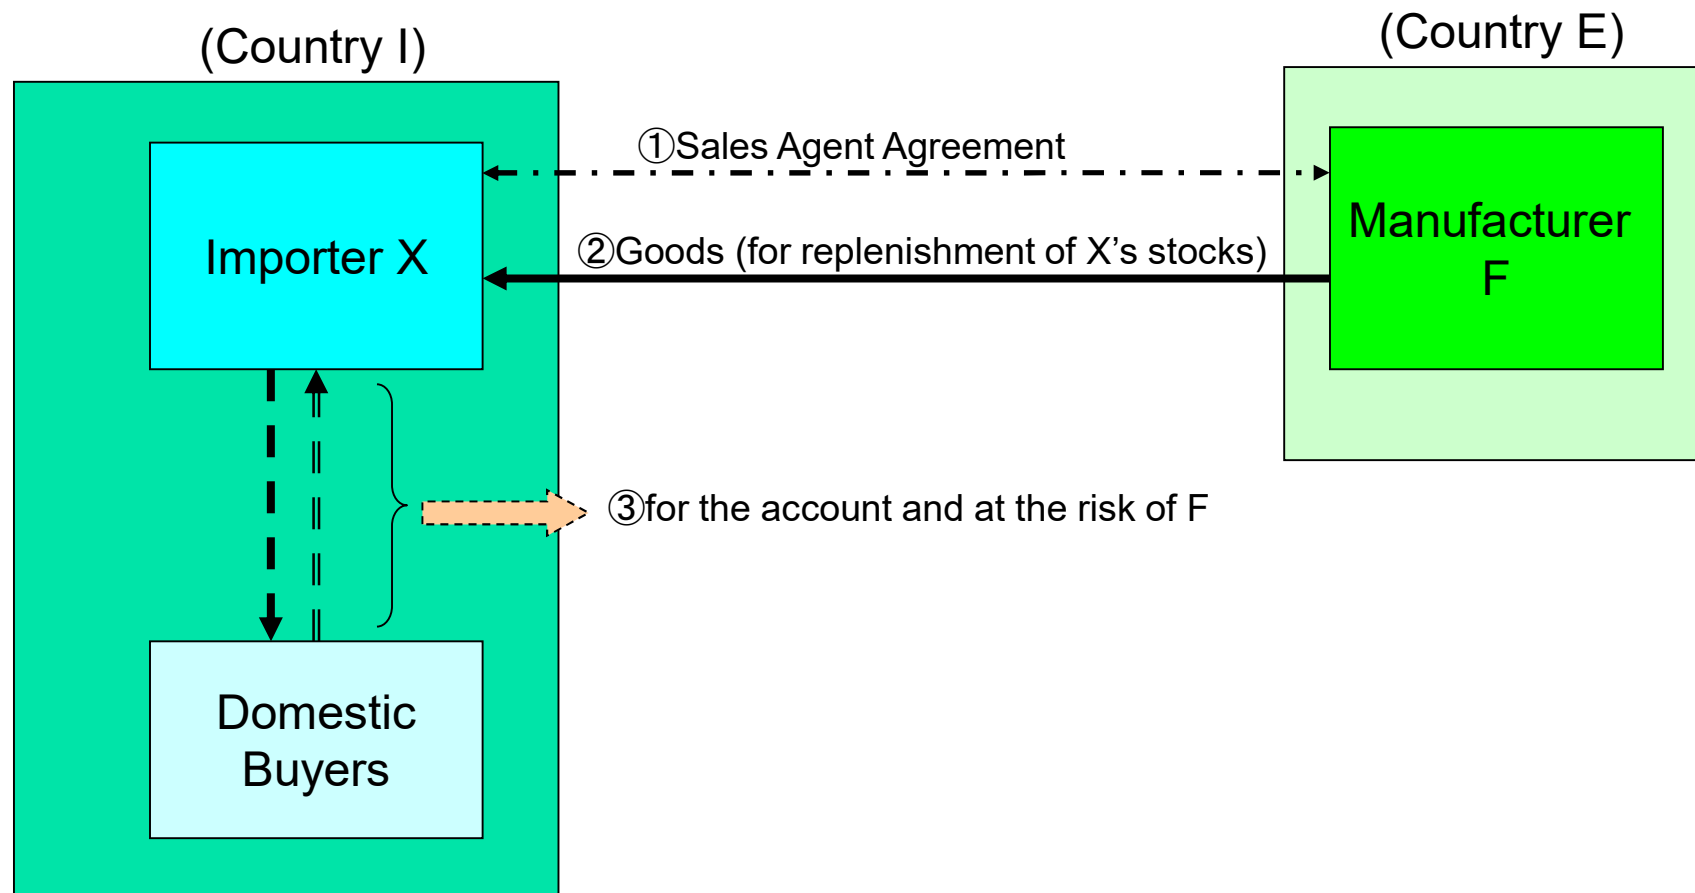 (Country I)
(Country E)
①Sales Agent Agreement
Importer X
②Goods (for replenishment of X’s stocks)
Manufacturer
F
③for the account and at the risk of F
Domestic
Buyers